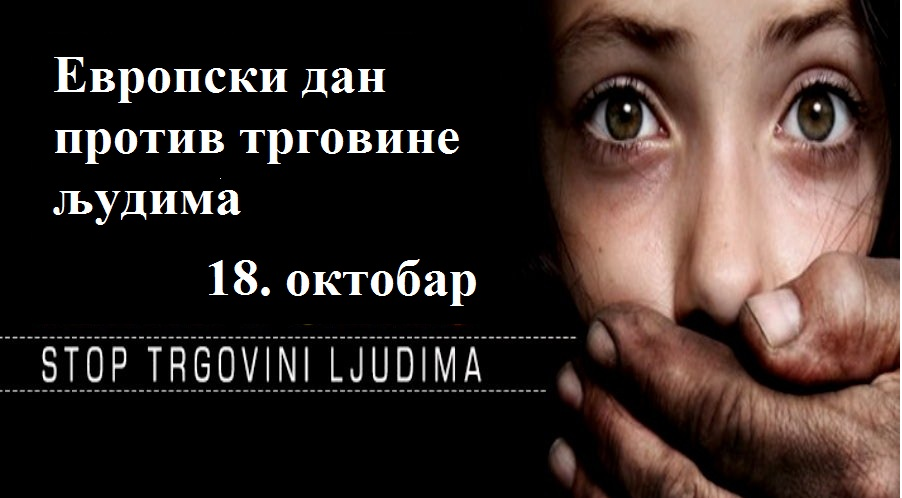 Европски дан
против трговине
људима
18. октобар
STOP TRGOVINI LJUDIMA